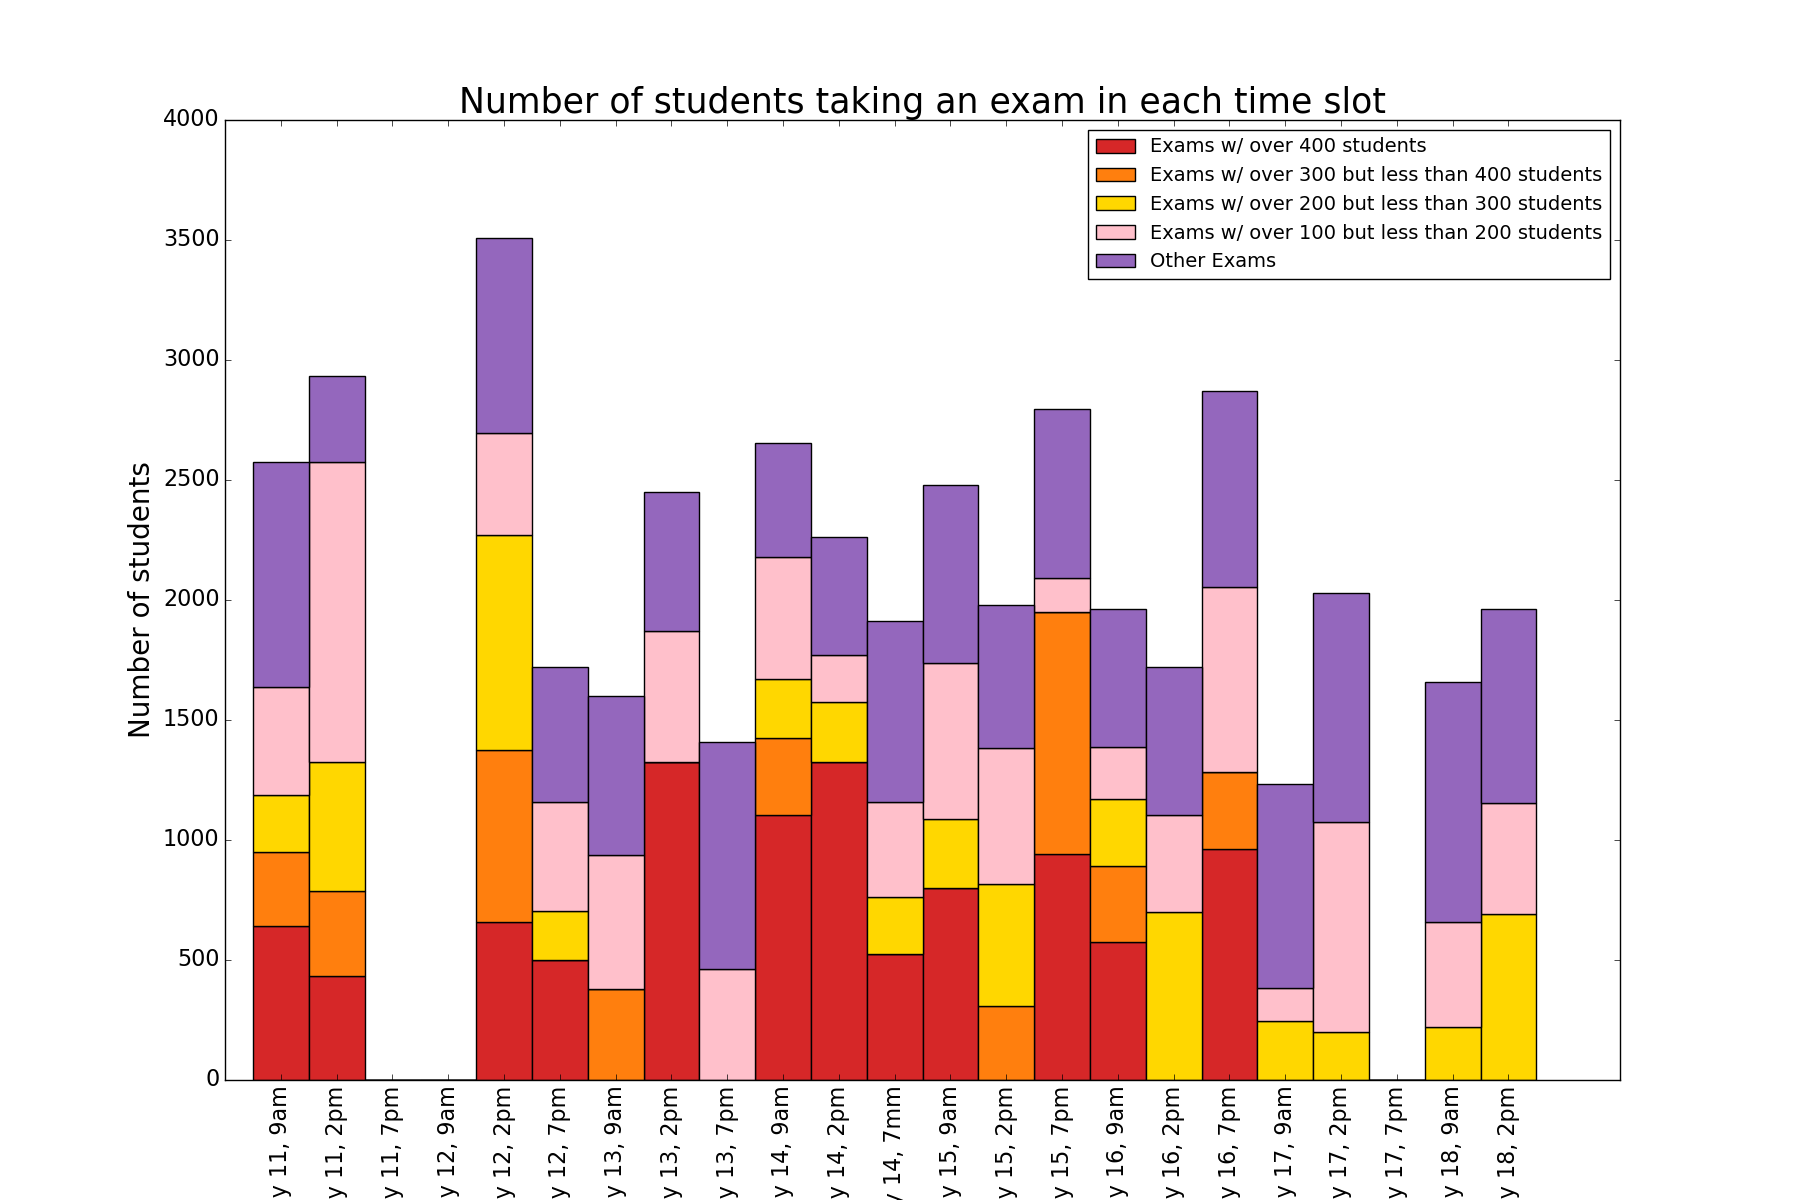 Number of students taking an exam in each time slot
Exams w/ over 400 students
Exams w/ over 300 but less than 400 students
Exams w/ over 200 but less than 300 students
Exams w/ over 100 but less than 200 students
Other Exams
Number of students
4000
3500
3000
2500
2000
1500
1000
500
0
y 11, 9am
y 11, 2pm
y 11, 7pm
y 12, 9am
y 12, 2pm
y 12, 7pm
y 13, 9am
y 13, 2pm
y 13, 7pm
y 14, 9am
y 14, 2pm
y 14, 7mm
y 15, 9am
y 15, 2pm
y 15, 7pm
y 16, 9am
y 16, 2pm
y 16, 7pm
y 17, 9am
y 17, 2pm
y 17, 7pm
y 18, 9am
y 18, 2pm